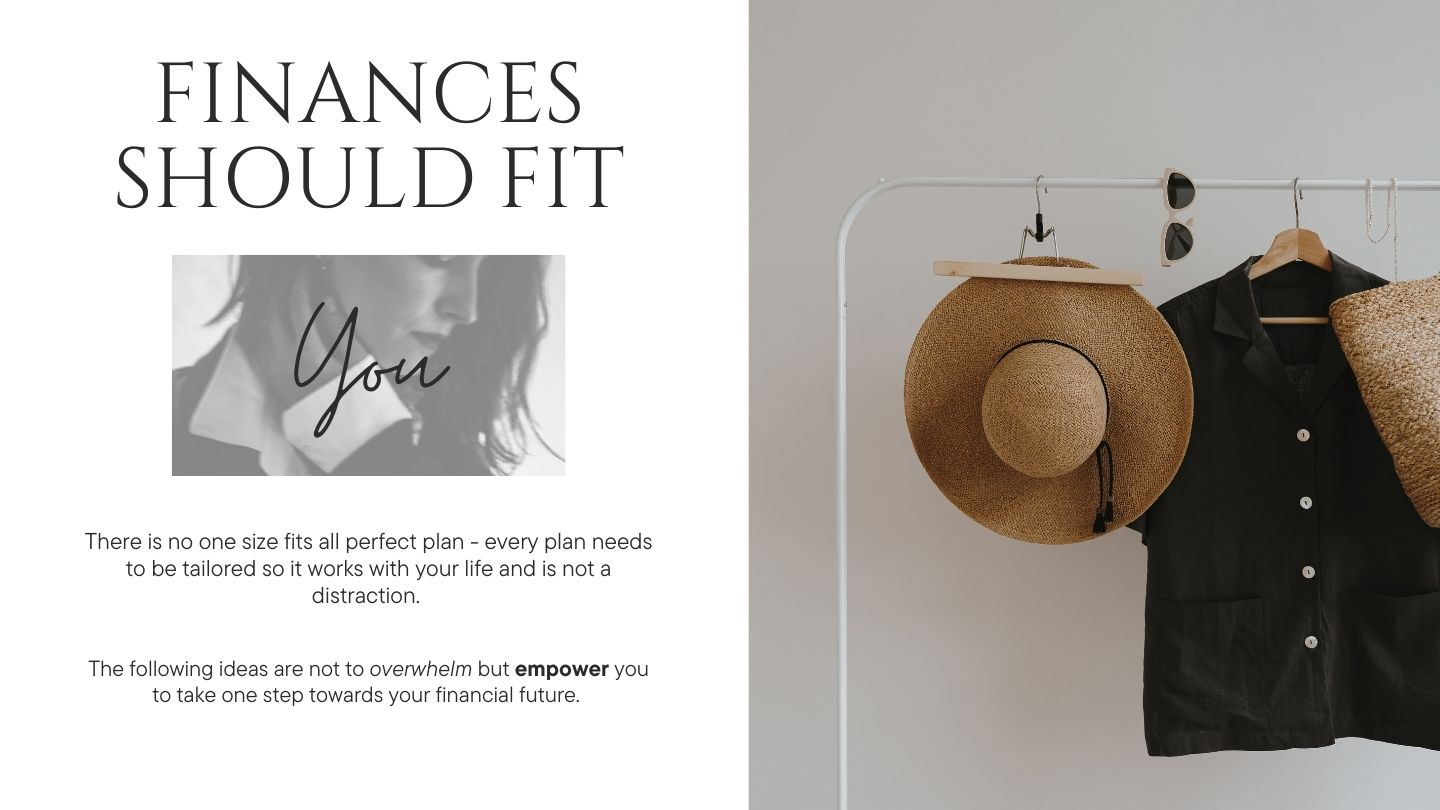 FINANCES
SHOULD FIT
You
There is no one size fits all perfect plan - every plan needs
to be tailored so it works with your life and is not a
distraction.
The following ideas are not to overwhelm but empower you
to take one step towards your financial future.